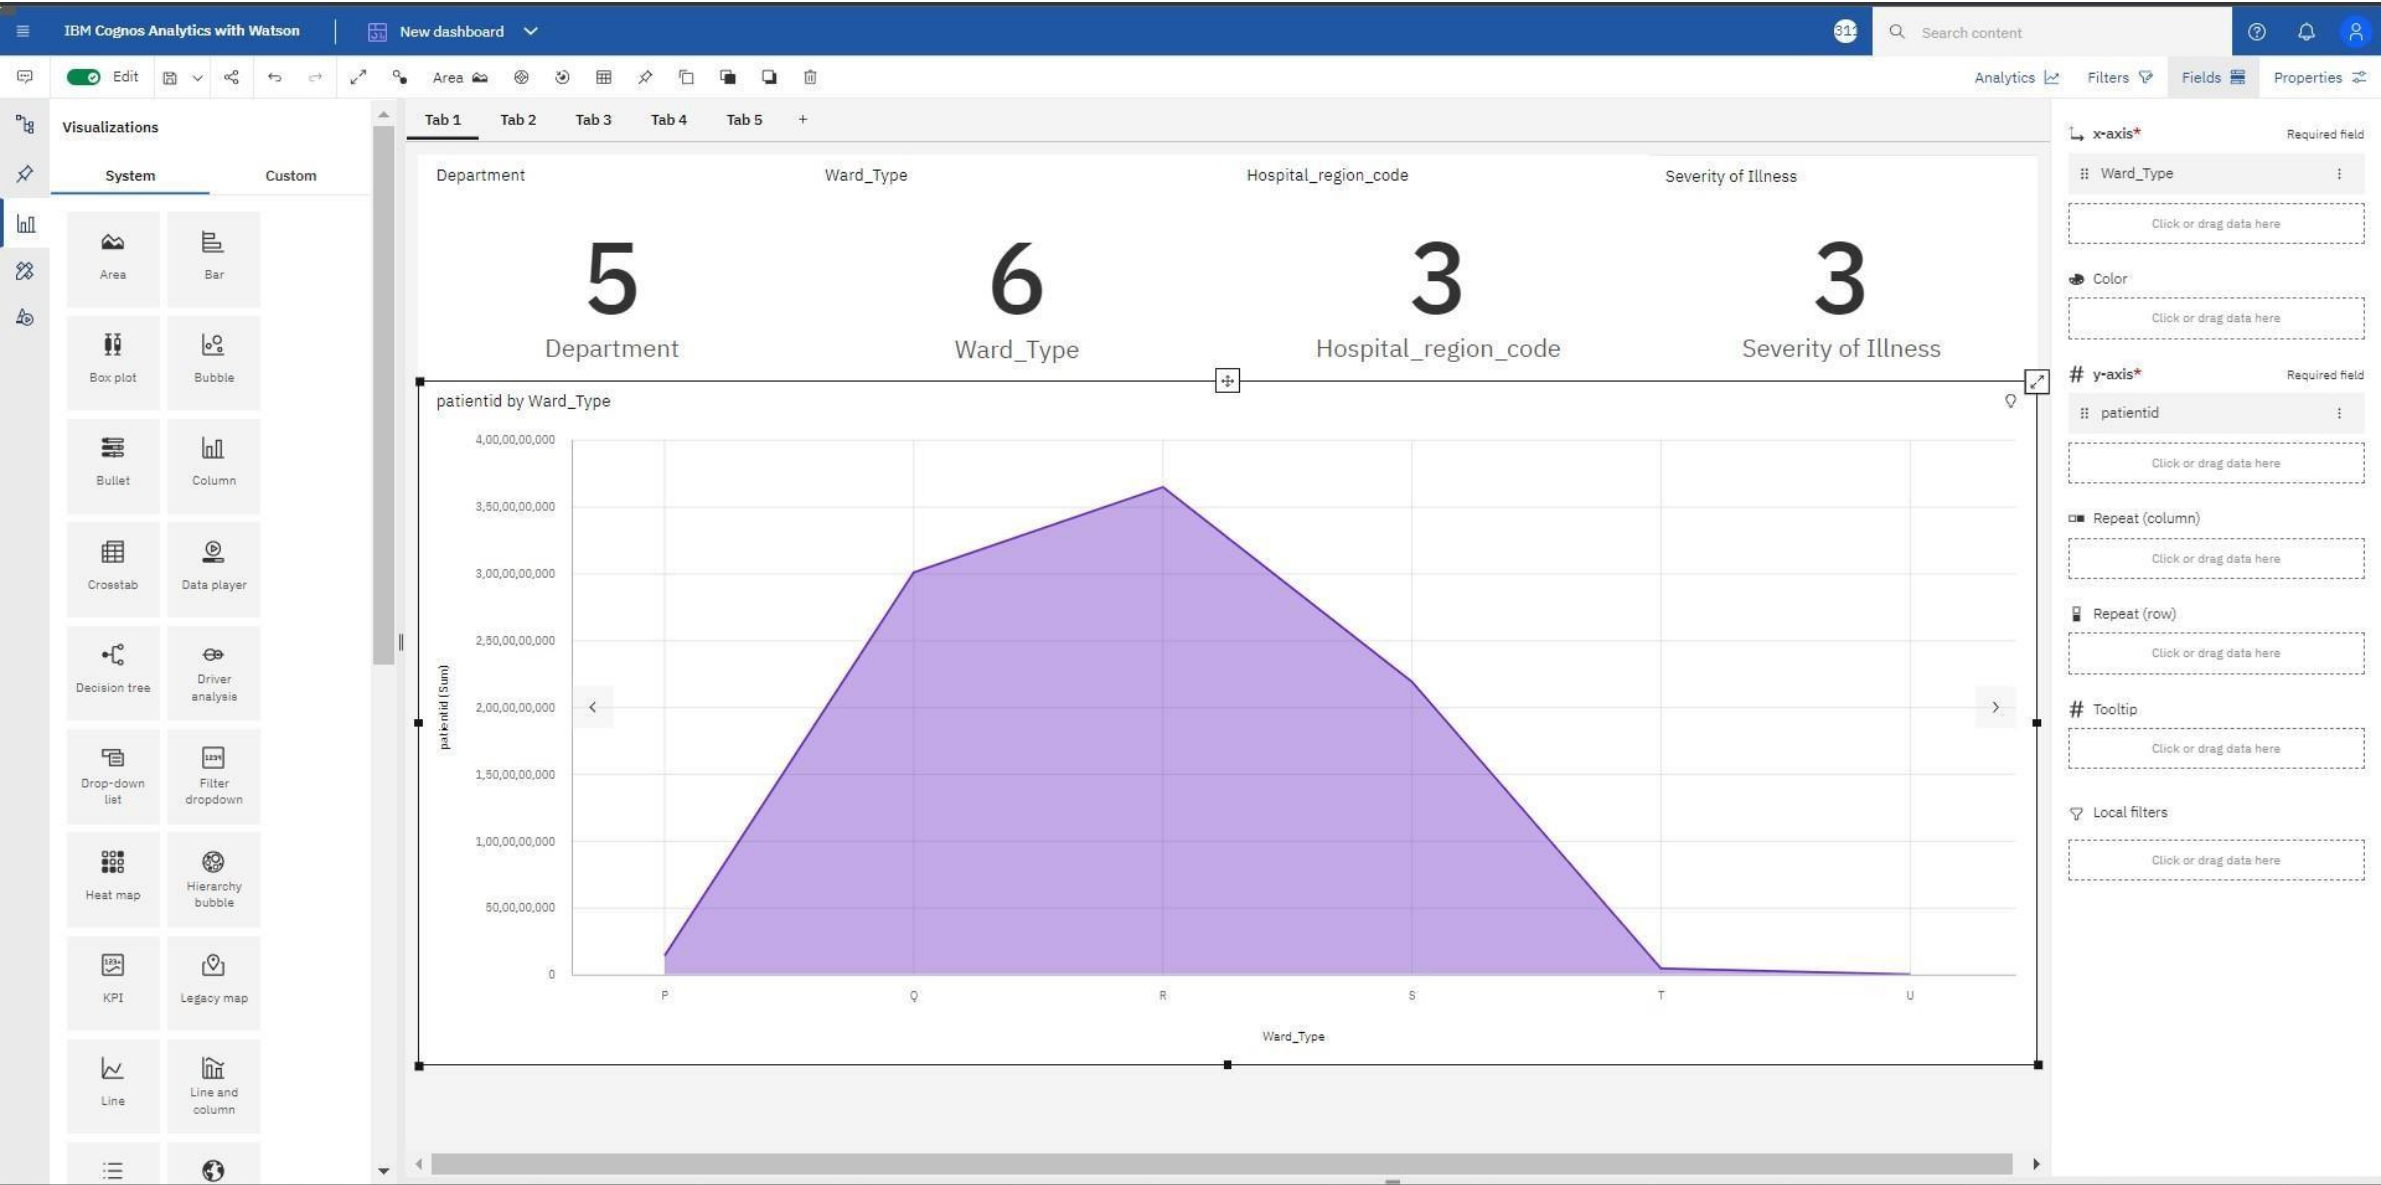 IBM Cognos Analytics with Watson
New dashboard
311
Search content
Edit
Area
Analytics
Filters
Fields
Properties
Visualizations
System
Custom
Area
Bar
Box plot
Bubble
Bullet
Column
Crosstab
Data player
Decision tree
Driver
analysis
Drop-down
list
Filter
dropdown
Heat map
Hierarchy
bubble
KPI
Legacy map
Line
Line and
column
Tab 1
Tab 2
Tab 3
Tab 4
Tab 5
+
Department
Ward_Type
Hospital_region_code
Severity of Illness
5
Department
6
Ward_Type
3
Hospital_region_code
3
Severity of Illness
patientid by Ward_Type
patientid (Sum)
4,00,00,00,000
3,50,00,00,000
3,00,00,00,000
2,50,00,00,000
2,00,00,00,000
1,50,00,00,000
1,00,00,00,000
50,00,00,000
0
P
Q
R
S
T
U
Ward_Type
x-axis*
Required field
Ward_Type
Click or drag data here
Color
Click or drag data here
# y-axis*
Required field
patientid
Click or drag data here
Repeat (column)
Click or drag data here
Repeat (row)
Click or drag data here
# Tooltip
Click or drag data here
Local filters
Click or drag data here